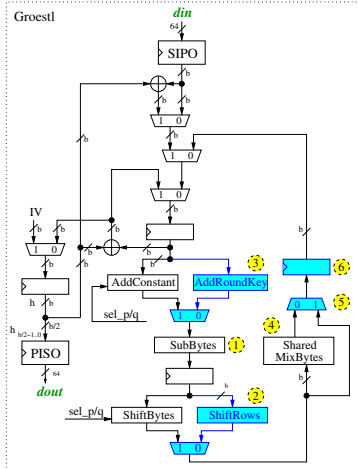 Groestl
din
64
SIPO
b
b
b
1 0
b
b
1 0
b
1 0
IV
b
b
1 0
b
b
b
b
b
3
AddConstant
AddRoundKey
6
h
b
1 0
5
0 1
sel_p/q
b/2
h b/2-1..0
4
PISO
SubBytes
1
Shared
MixBytes
64
dout
b
2
b
sel_p/q
ShiftBytes
ShiftRows
1 0